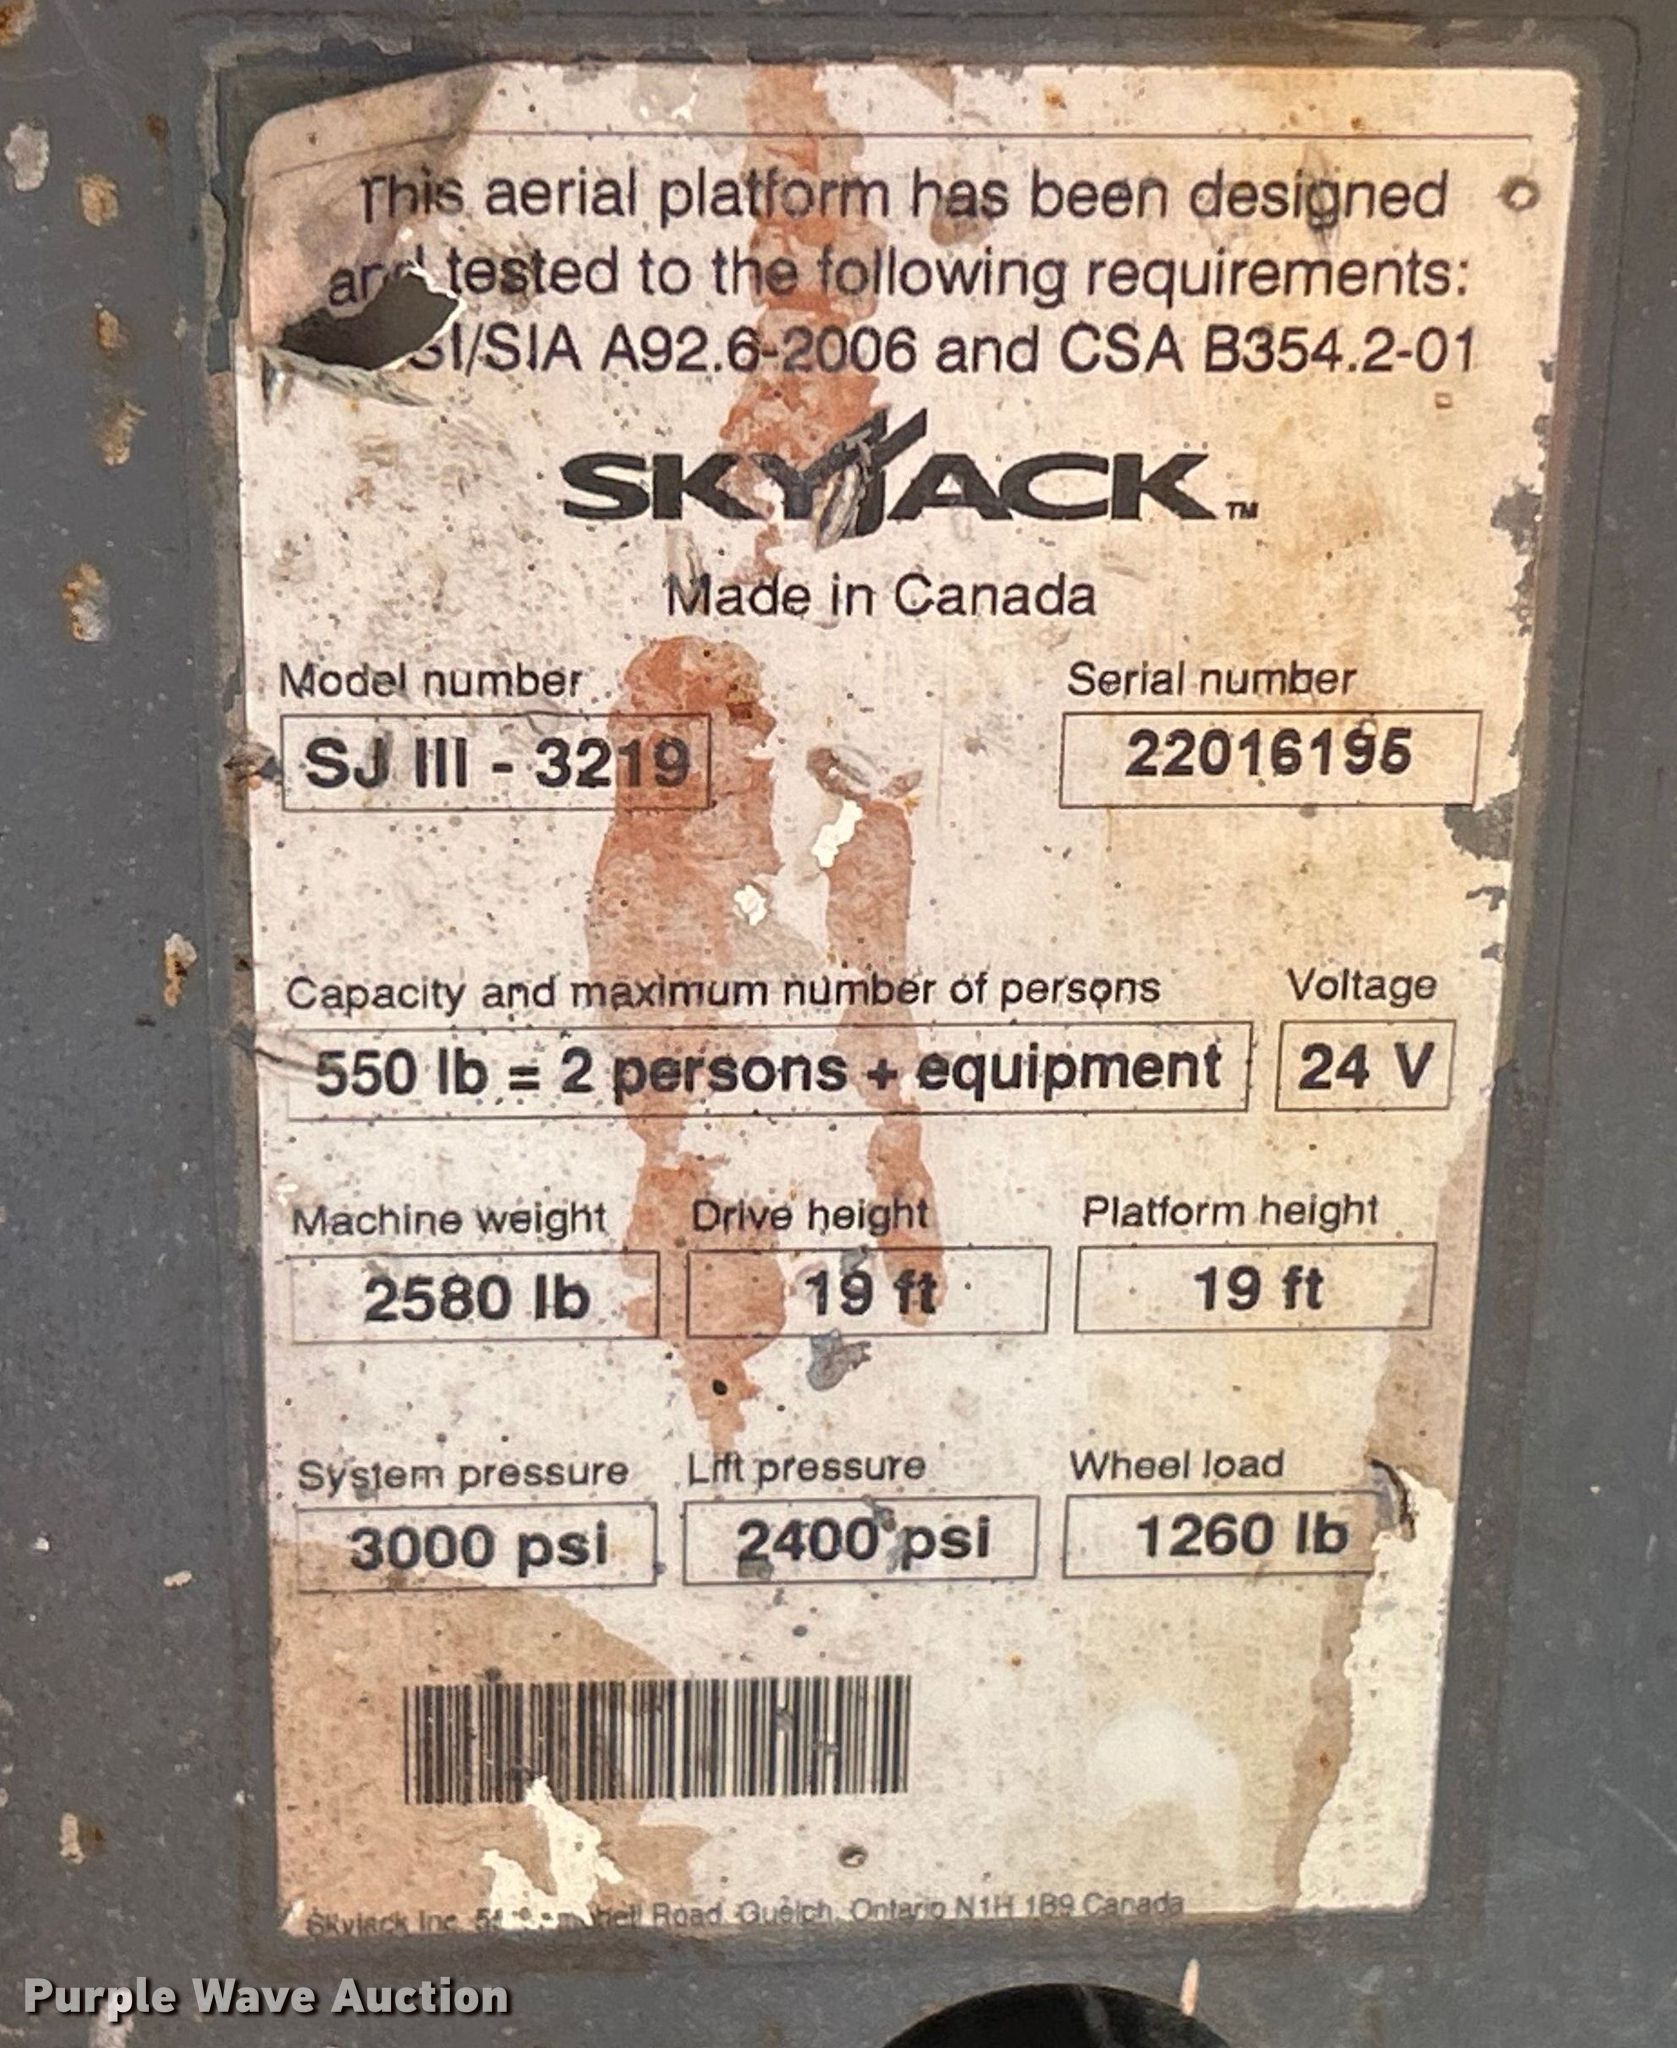 This aerial platform has been designed
and tested to the following requirements:
SI/SIA A92.6-2006 and CSA B354.2-01
SKYJACK™
Made in Canada
Model number Serial number
SJ III - 3219 22016195
Capacity and maximum number of persons Voltage
550 lb = 2 persons + equipment 24 V
Machine weight Drive height Platform height
2580 lb 19 ft 19 ft
System pressure Lift pressure Wheel load
3000 psi 2400 psi 1260 lb
Skyjack Inc. Road, Guelph, Ontario N1H 1B9 Canada
Purple Wave Auction